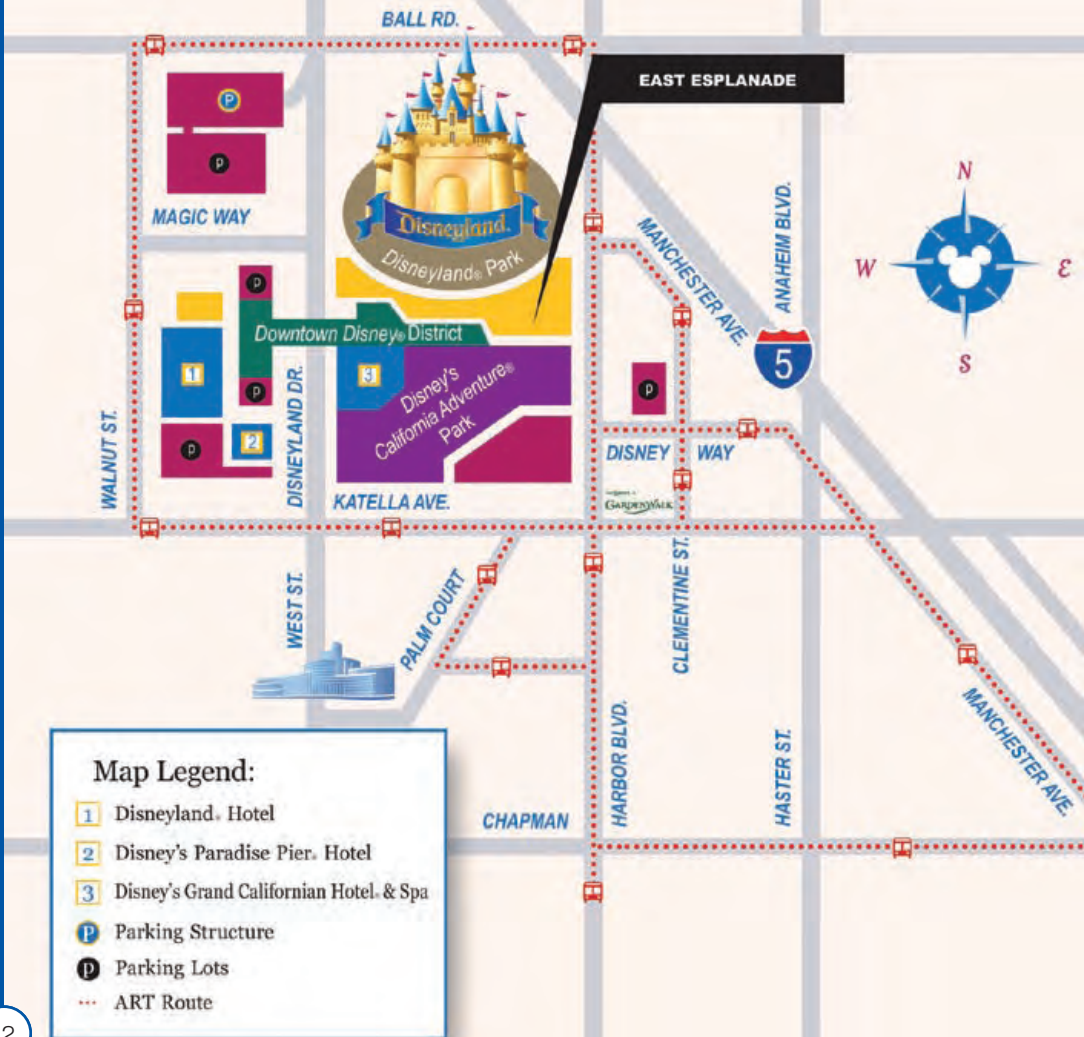 BALL RD.
EAST ESPLANADE
P
p
MAGIC WAY
Disneyland®
Disneyland® Park
MANCHESTER AVE.
ANAHEIM BLVD.
N
W
E
S
5
p
Downtown Disney® District
1
3
p
Disney's
California Adventure®
Park
p
WALNUT ST.
DISNEYLAND DR.
2
p
DISNEY WAY
GARDENWALK
KATELLA AVE.
WEST ST.
PALM COURT
CLEMENTINE ST.
MANCHESTER AVE.
HARBOR BLVD.
HASTER ST.
CHAPMAN
Map Legend:
1 Disneyland® Hotel
2 Disney's Paradise Pier® Hotel
3 Disney's Grand Californian Hotel® & Spa
P Parking Structure
p Parking Lots
ART Route
2